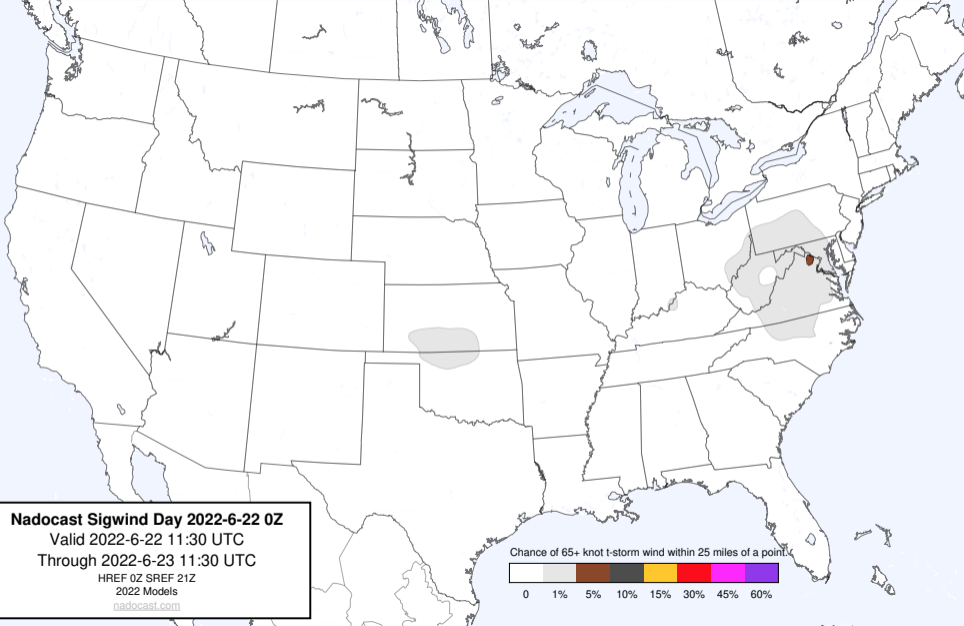 Nadocast Sigwind Day 2022-6-22 0Z
Valid 2022-6-22 11:30 UTC
Through 2022-6-23 11:30 UTC
HREF 0Z SREF 21Z
2022 Models
nadocast.com
Chance of 65+ knot t-storm wind within 25 miles of a point.
0 1% 5% 10% 15% 30% 45% 60%